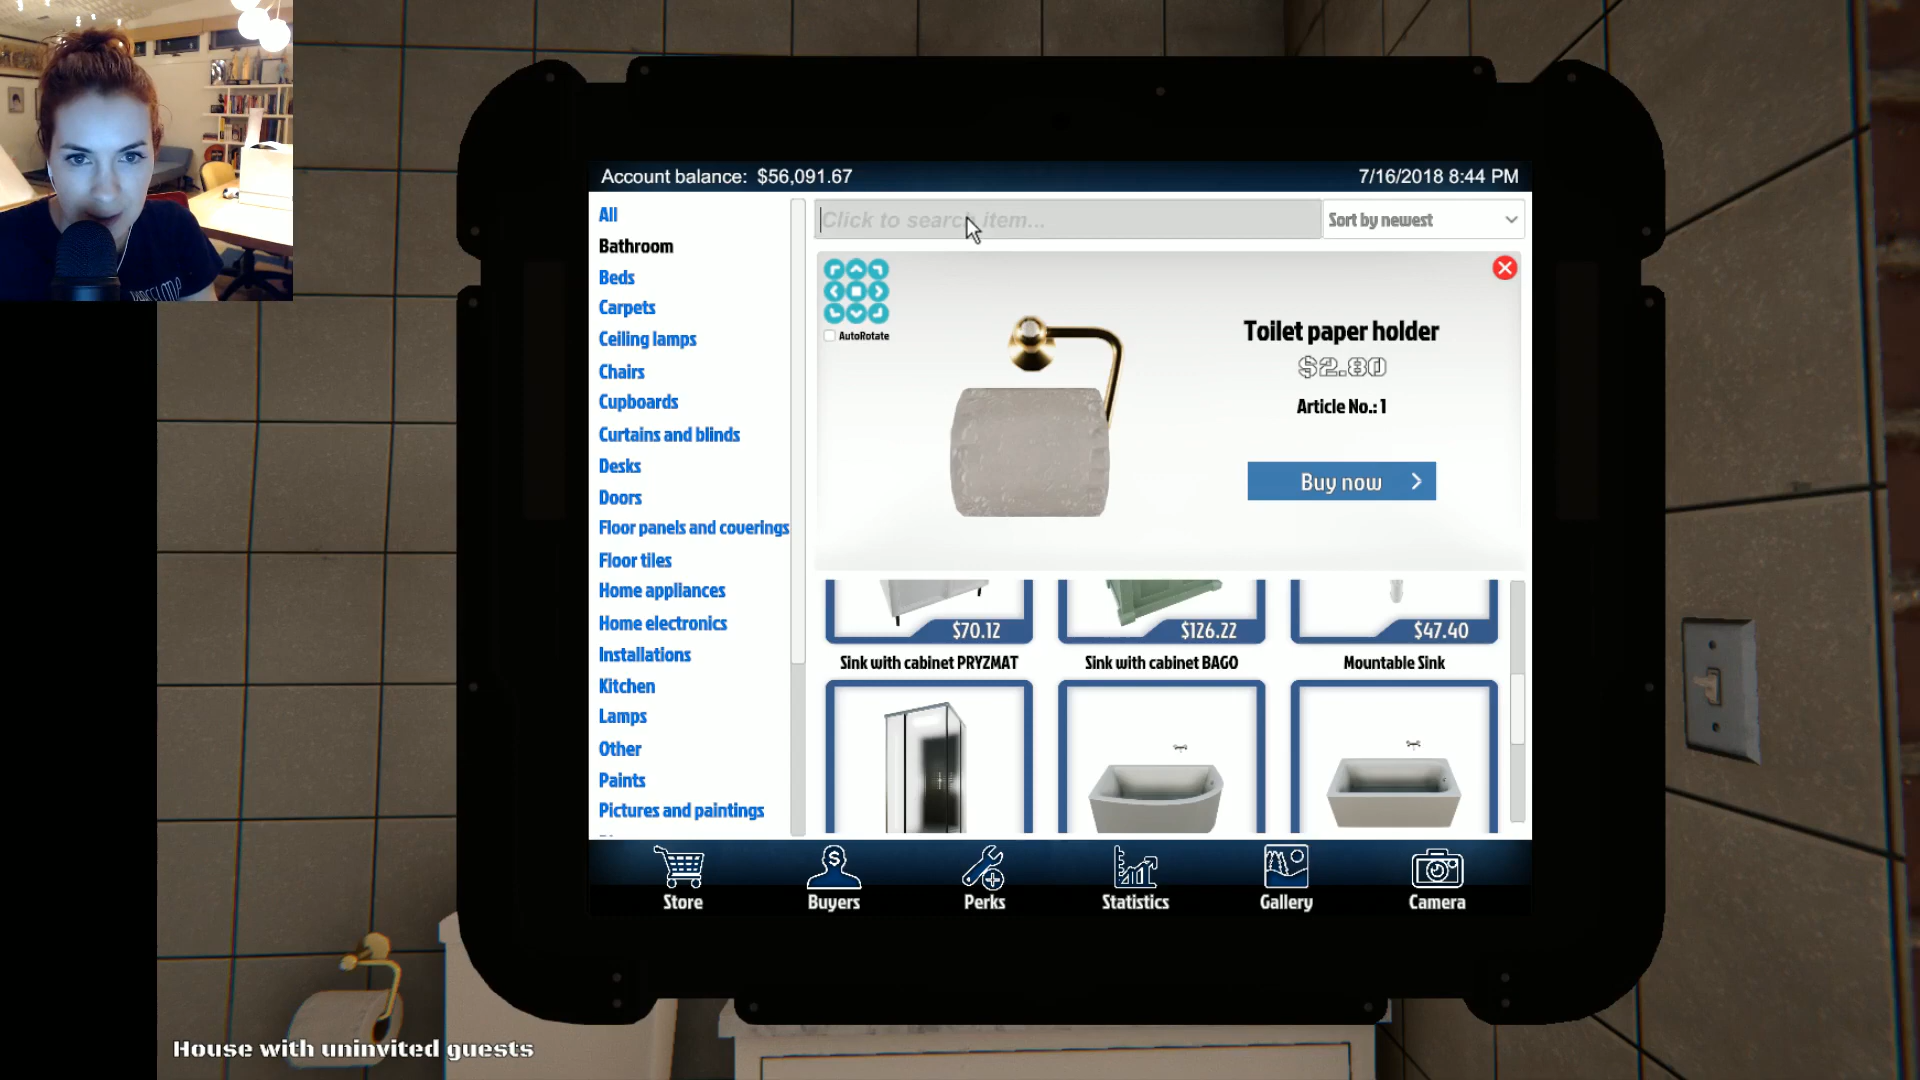 Account balance: $56,091.67
7/16/2018 8:44 PM
All
Bathroom
Beds
Carpets
Ceiling lamps
Chairs
Cupboards
Curtains and blinds
Desks
Doors
Floor panels and coverings
Floor tiles
Home appliances
Home electronics
Installations
Kitchen
Lamps
Other
Paints
Pictures and paintings
Click to search item...
Sort by newest
AutoRotate
Toilet paper holder
$2.80
Article No.: 1
Buy now
$70.12
$126.22
$47.40
Sink with cabinet PRYZMAT
Sink with cabinet BAGO
Mountable Sink
Store
Buyers
Perks
Statistics
Gallery
Camera
House with uninvited guests